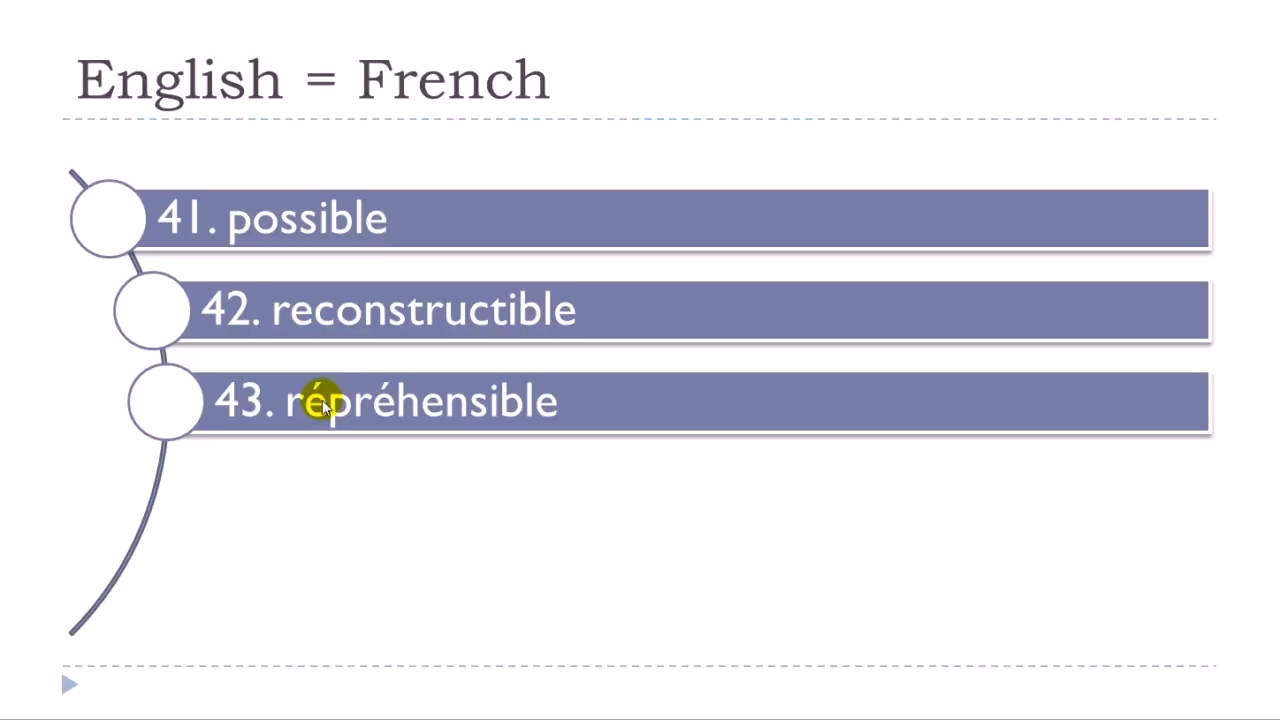 English = French
41. possible
42. reconstructible
43. répréhensible